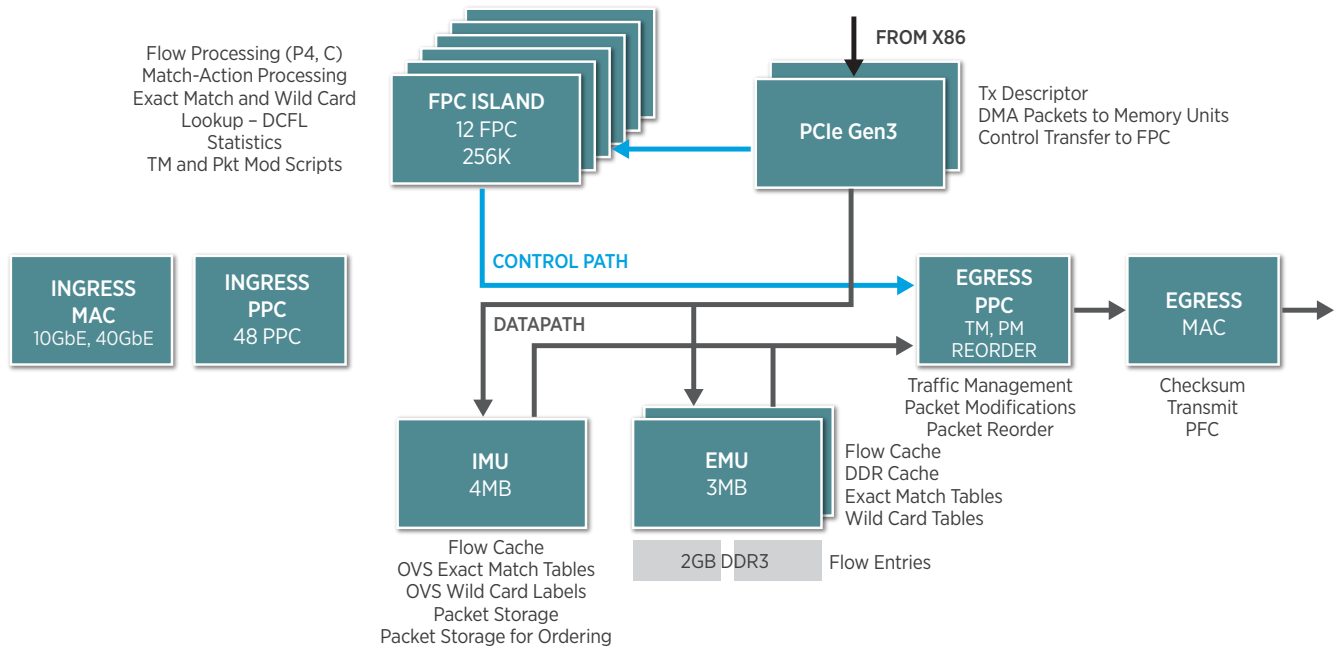 Flow Processing (P4, C)
Match-Action Processing
Exact Match and Wild Card
Lookup – DCFL
Statistics
TM and Pkt Mod Scripts
FPC ISLAND
12 FPC
256K
FROM X86
PCIe Gen3
Tx Descriptor
DMA Packets to Memory Units
Control Transfer to FPC
INGRESS
MAC
10GbE, 40GbE
INGRESS
PPC
48 PPC
CONTROL PATH
DATAPATH
EGRESS
PPC
TM, PM
REORDER
Traffic Management
Packet Modifications
Packet Reorder
EGRESS
MAC
Checksum
Transmit
PFC
IMU
4MB
Flow Cache
OVS Exact Match Tables
OVS Wild Card Labels
Packet Storage
Packet Storage for Ordering
EMU
3MB
Flow Cache
DDR Cache
Exact Match Tables
Wild Card Tables
2GB DDR3
Flow Entries